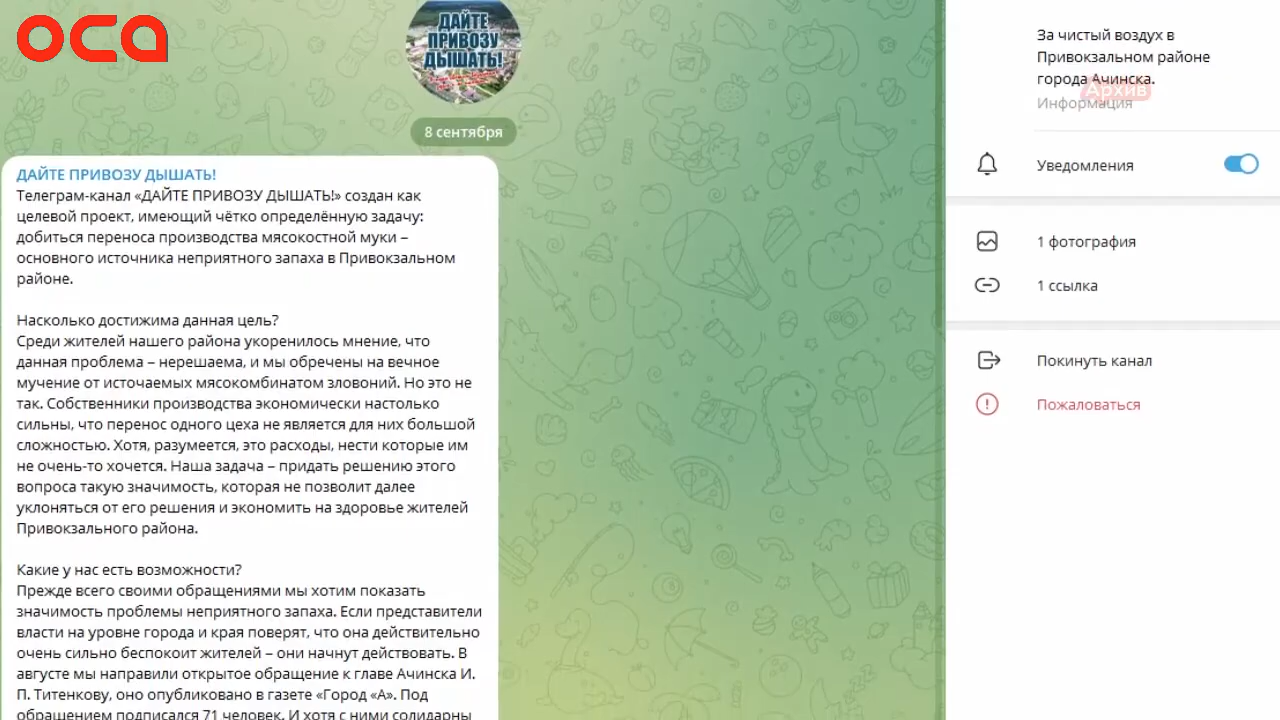 оса
ДАЙТЕ
ПРИВОЗУ
ДЫШАТЬ!
8 сентября
ДАЙТЕ ПРИВОЗУ ДЫШАТЬ!
Телеграм-канал «ДАЙТЕ ПРИВОЗУ ДЫШАТЬ!» создан как
целевой проект, имеющий чётко определённую задачу:
добиться переноса производства мясокостной муки –
основного источника неприятного запаха в Привокзальном
районе.
Насколько достижима данная цель?
Среди жителей нашего района укоренилось мнение, что
данная проблема – нерешаема, и мы обречены на вечное
мучение от источаемых мясокомбинатом зловоний. Но это не
так. Собственники производства экономически настолько
сильны, что перенос одного цеха не является для них большой
сложностью. Хотя, разумеется, это расходы, нести которые им
не очень-то хочется. Наша задача – придать решению этого
вопроса такую значимость, которая не позволит далее
уклоняться от его решения и экономить на здоровье жителей
Привокзального района.
Какие у нас есть возможности?
Прежде всего своими обращениями мы хотим показать
значимость проблемы неприятного запаха. Если представители
власти на уровне города и края поверят, что она действительно
очень сильно беспокоит жителей – они начнут действовать. В
августе мы направили открытое обращение к главе Ачинска И.
П. Титенкову, оно опубликовано в газете «Город «А». Под
обращением подписался 71 человек. И хотя с ними солидарны
За чистый воздух в
Привокзальном районе
города Ачинска.
Архив
Информация
Уведомления
1 фотография
1 ссылка
Покинуть канал
Пожаловаться